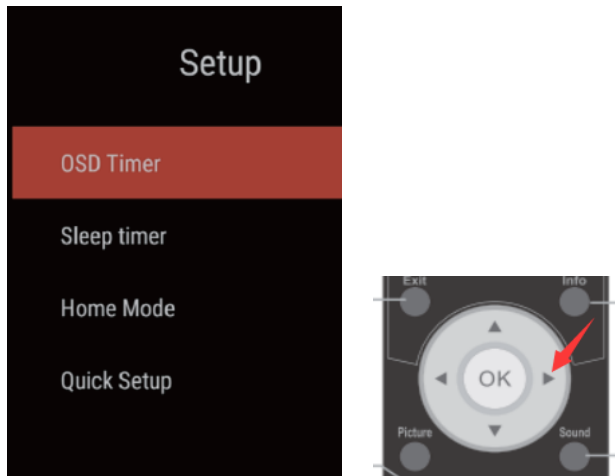 Setup
OSD Timer
Sleep timer
Home Mode
Quick Setup
Exit
Info
OK
Picture
Sound